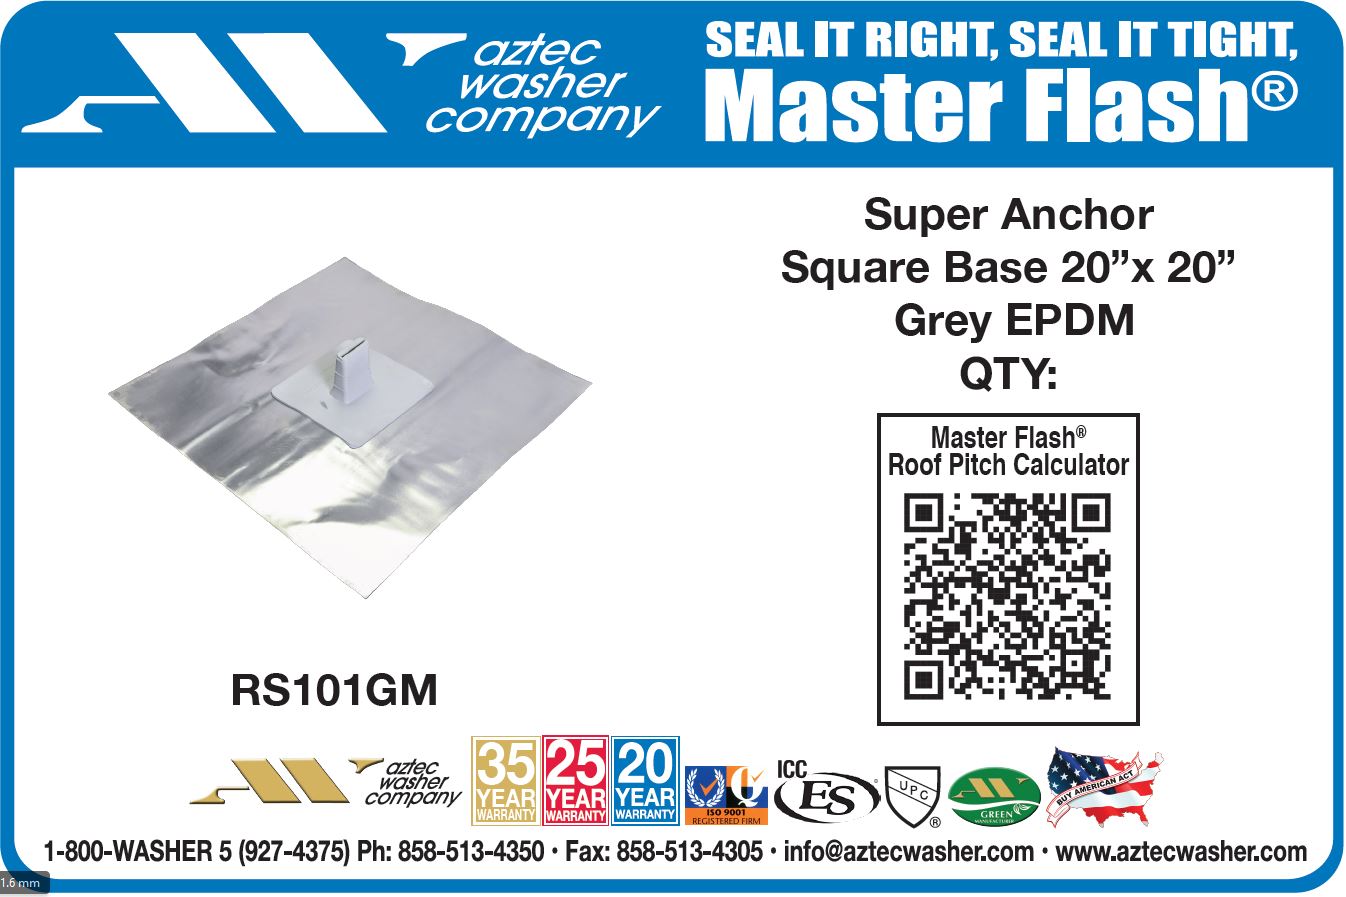 aztec
washer
company
SEAL IT RIGHT, SEAL IT TIGHT,
Master Flash®
Super Anchor
Square Base 20”x 20”
Grey EPDM
QTY:
Master Flash®
Roof Pitch Calculator
RS101GM
aztec
washer
company
35
YEAR
WARRANTY
25
YEAR
WARRANTY
20
YEAR
WARRANTY
Q
ISO 9001
REGISTERED FIRM
ICC
ES®
UPC
®
GREEN
MANUFACTURER
BUY AMERICAN ACT
1-800-WASHER 5 (927-4375) Ph: 858-513-4350 • Fax: 858-513-4305 • info@aztecwasher.com • www.aztecwasher.com
1.6 mm